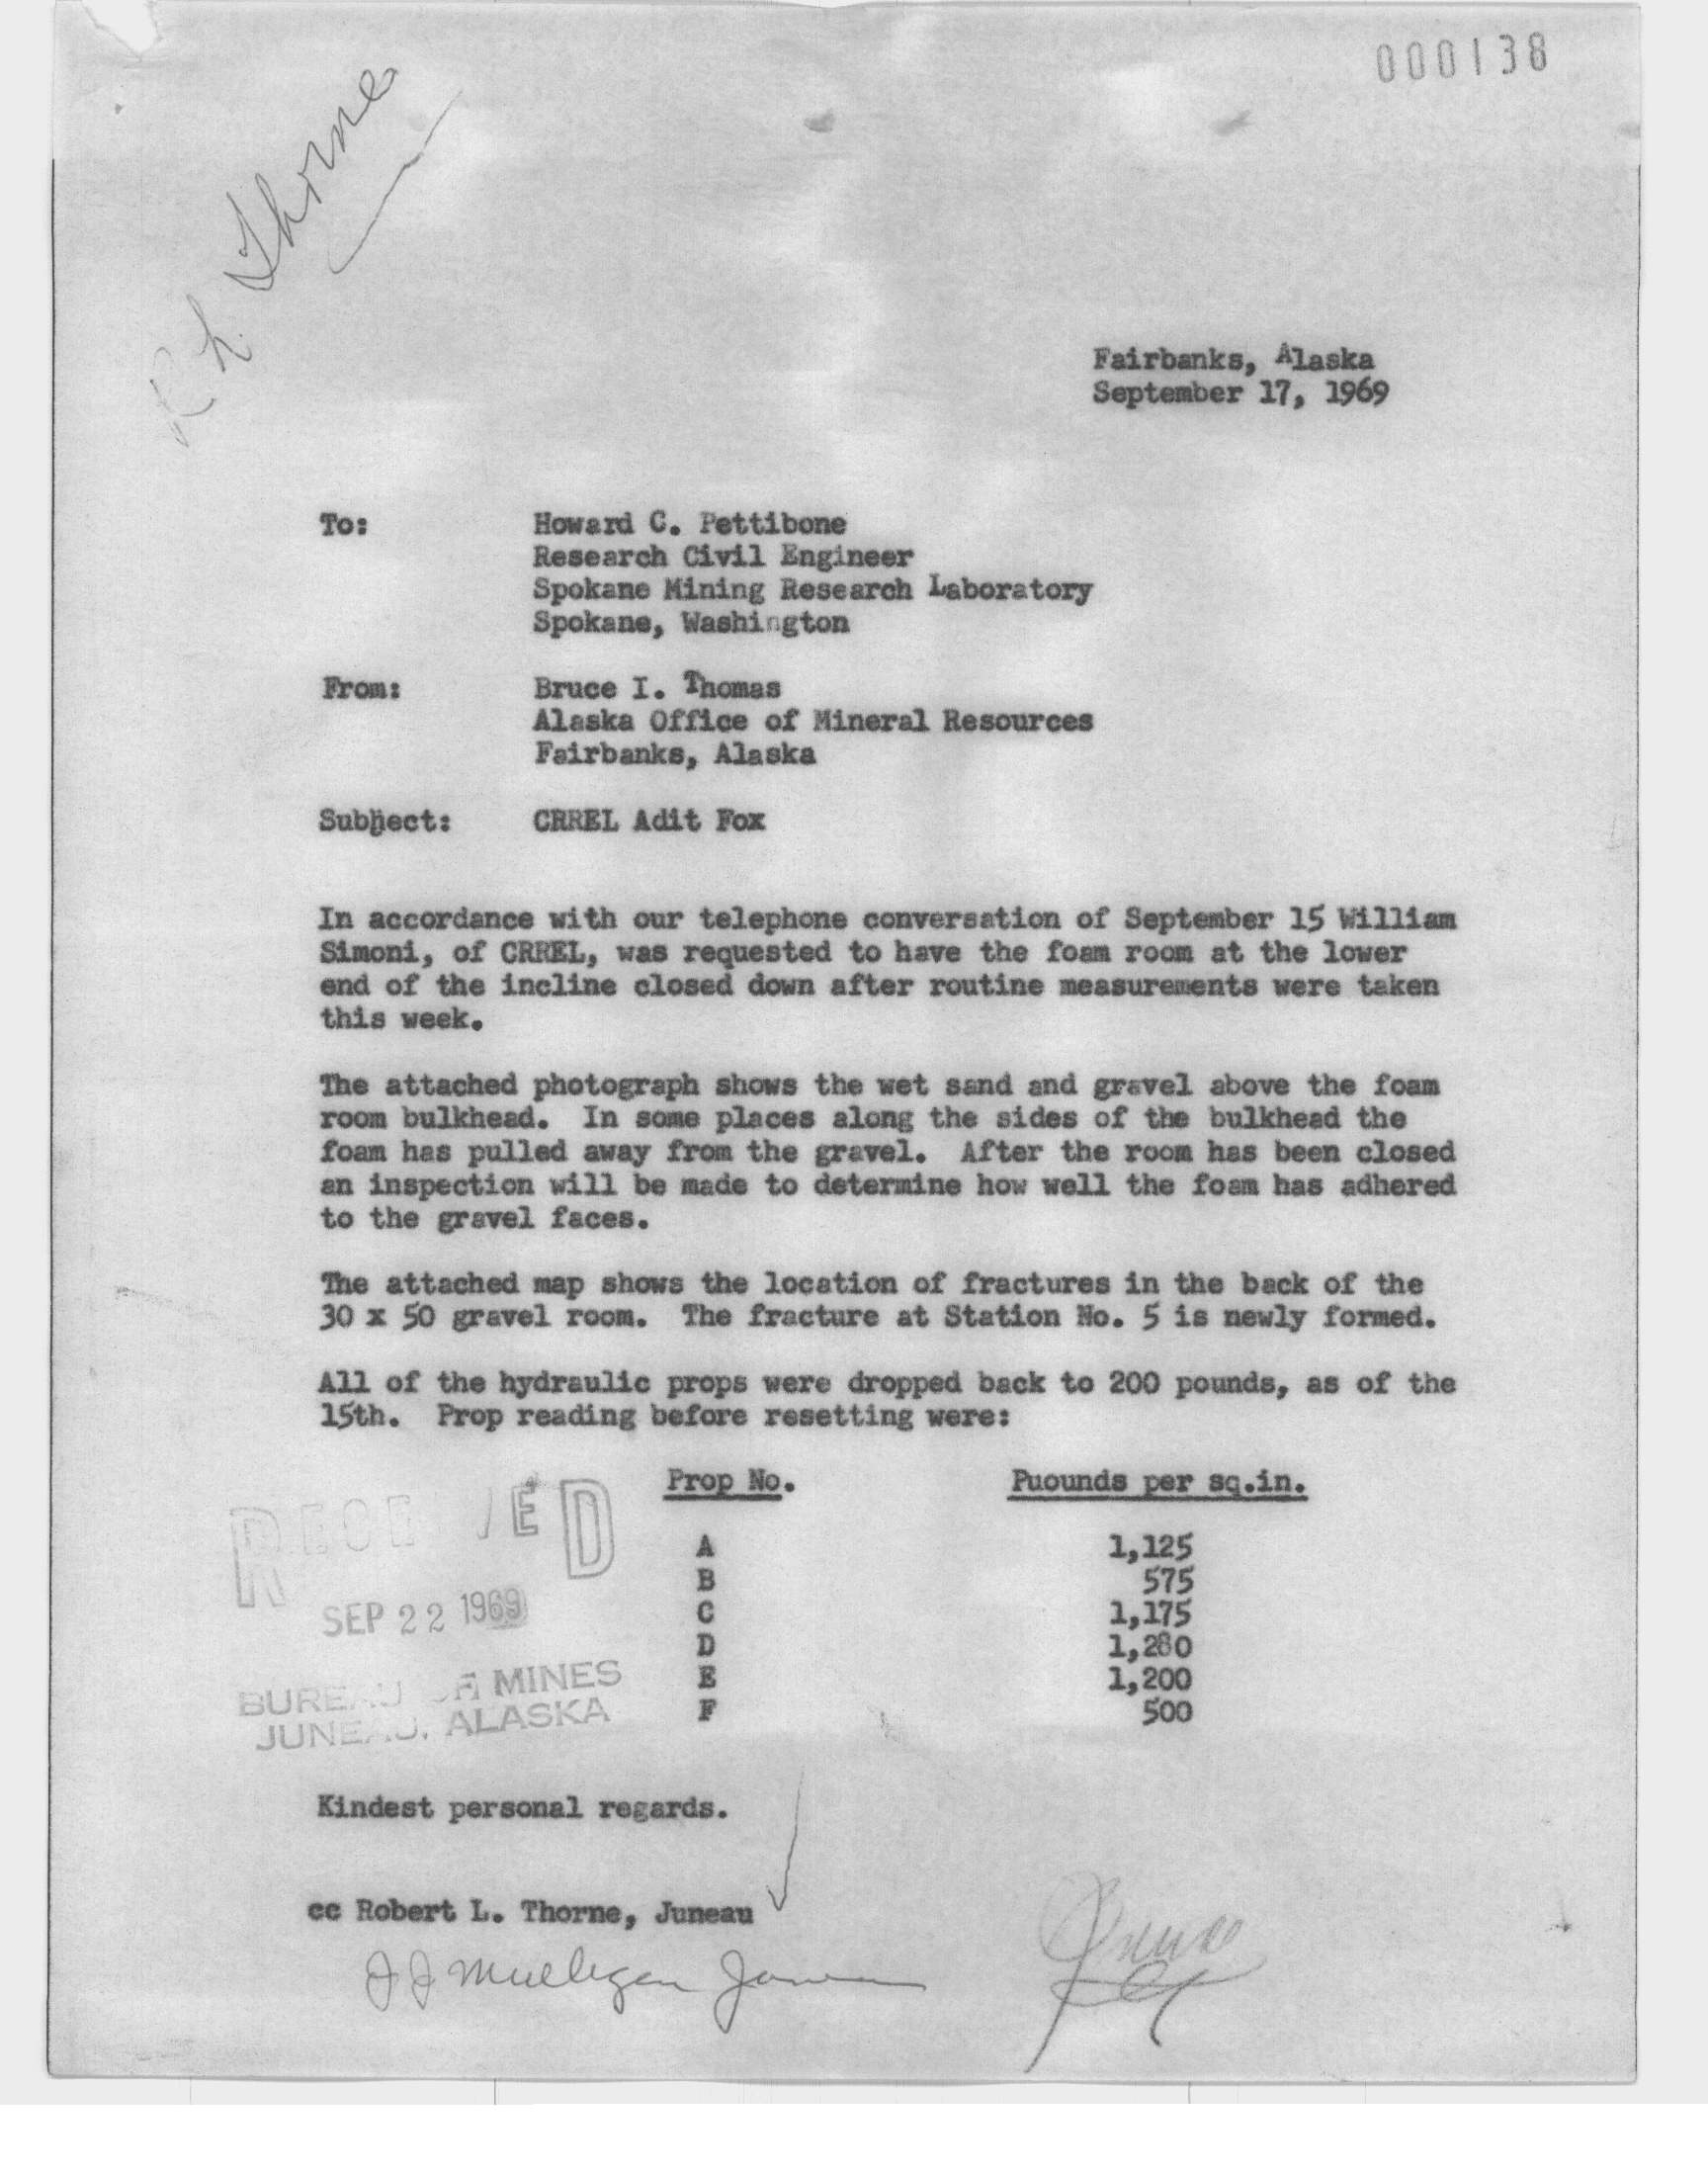 000138
R L. Thorne
Fairbanks, Alaska
September 17, 1969
To: Howard C. Pettibone
Research Civil Engineer
Spokane Mining Research Laboratory
Spokane, Washington
From: Bruce I. Thomas
Alaska Office of Mineral Resources
Fairbanks, Alaska
Subhect: CRREL Adit Fox
In accordance with our telephone conversation of September 15 William
Simoni, of CRREL, was requested to have the foam room at the lower
end of the incline closed down after routine measurements were taken
this week.
The attached photograph shows the wet sand and gravel above the foam
room bulkhead. In some places along the sides of the bulkhead the
foam has pulled away from the gravel. After the room has been closed
an inspection will be made to determine how well the foam has adhered
to the gravel faces.
The attached map shows the location of fractures in the back of the
30 x 50 gravel room. The fracture at Station No. 5 is newly formed.
All of the hydraulic props were dropped back to 200 pounds, as of the
15th. Prop reading before resetting were:
Prop No. Puounds per sq.in.
A 1,125
B 575
C 1,175
D 1,280
E 1,200
F 500
RECEIVED
SEP 22 1969
BUREAU OF MINES
JUNEAU, ALASKA
Kindest personal regards.
cc Robert L. Thorne, Juneau
J J Mulligan Juneau
Bruce